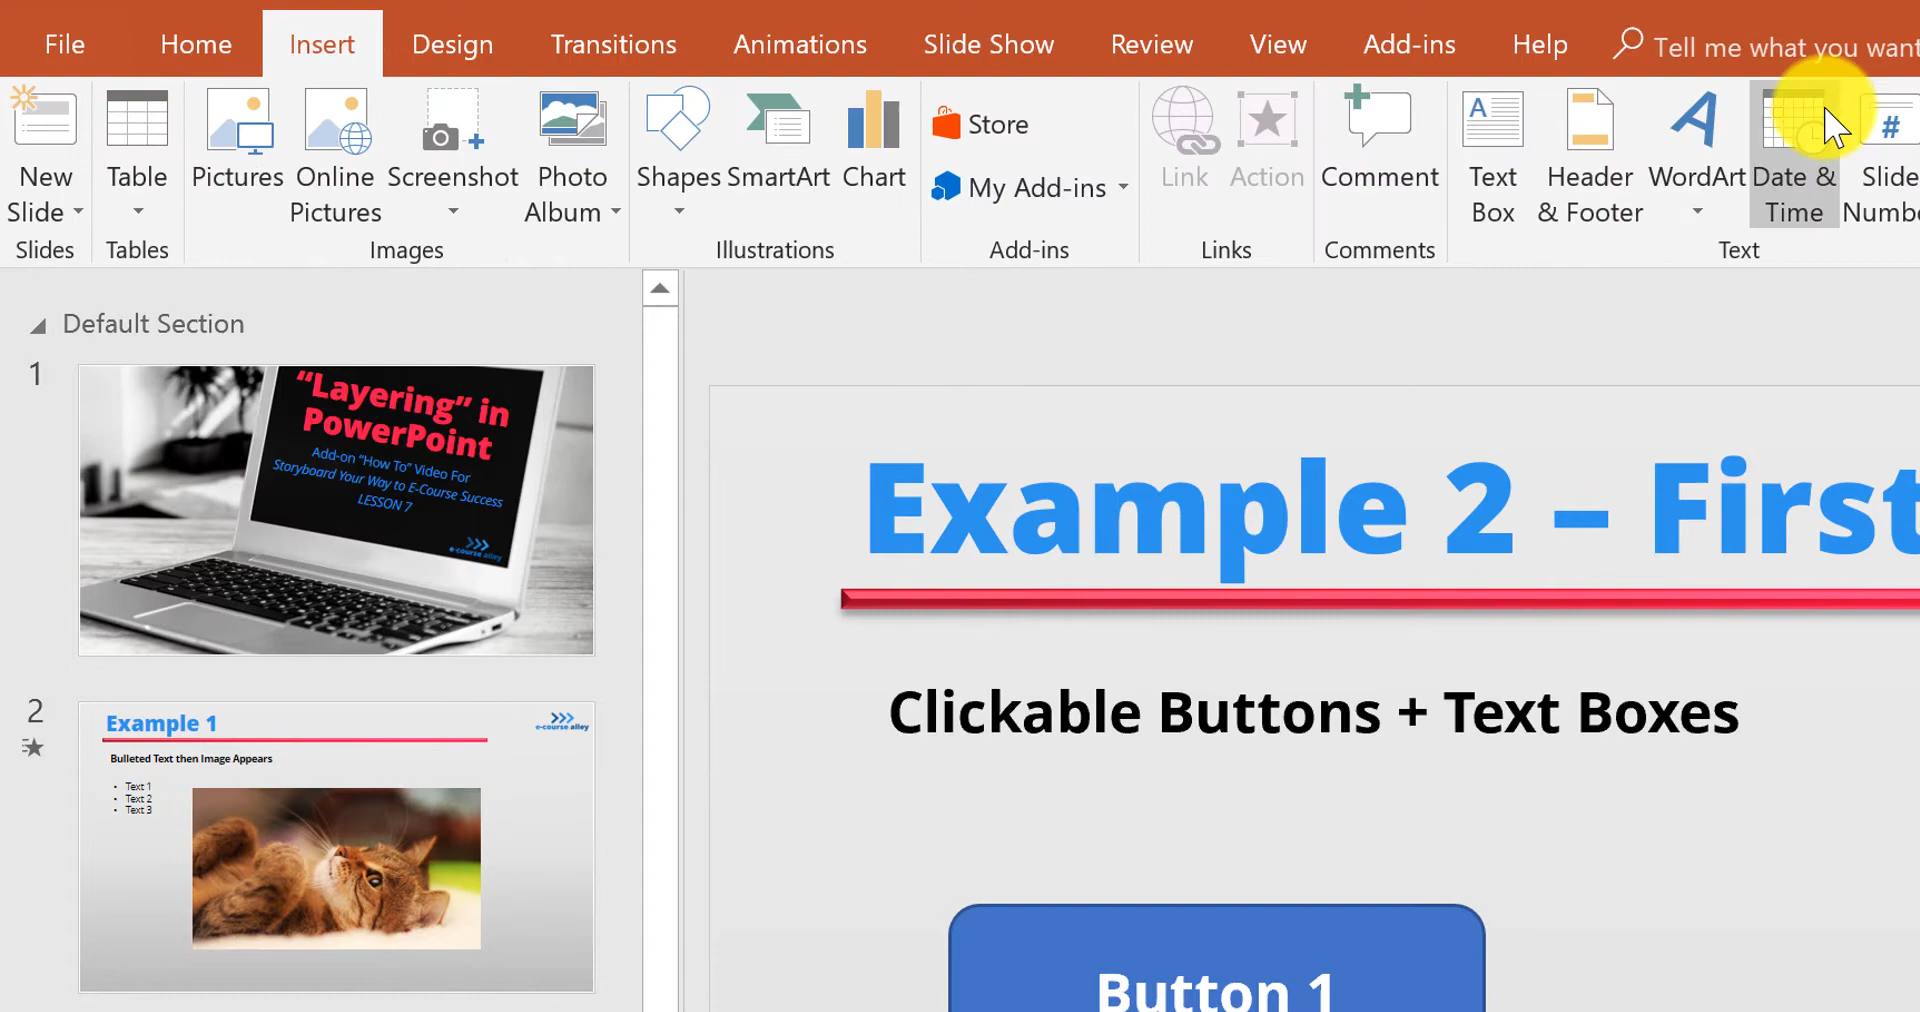 File Home Insert Design Transitions Animations Slide Show Review View Add-ins Help Tell me what you want
New Slide
Table
Pictures
Online Pictures
Screenshot
Photo Album
Shapes
SmartArt
Chart
Store
My Add-ins
Link
Action
Comment
Text Box
Header & Footer
WordArt
Date & Time
#
Slide
Slides Tables Images Illustrations Add-ins Links Comments Text
Default Section
1
“Layering” in
PowerPoint
Add-on “How To” Video For
Storyboard Your Way to E-Course Success
LESSON 7
e-course alley
2
Example 1
e-course alley
Bulleted Text then Image Appears
• Text 1
• Text 2
• Text 3
Example 2 – First
Clickable Buttons + Text Boxes
Button 1